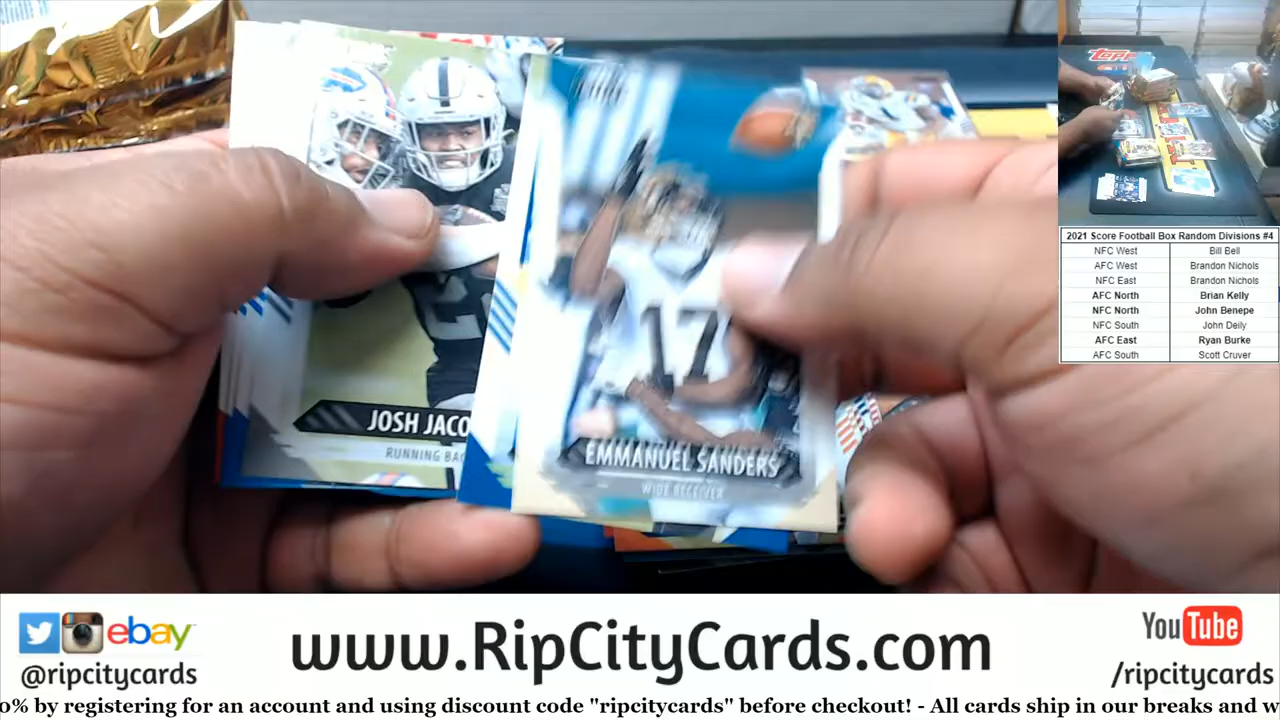 JOSH JACO
RUNNING BAC
EMMANUEL SANDERS
WIDE RECEIVER
17
2
Topps
2021 Score Football Box Random Divisions #4
NFC West Bill Bell
AFC West Brandon Nichols
NFC East Brandon Nichols
AFC North Brian Kelly
NFC North John Benepe
NFC South John Deily
AFC East Ryan Burke
AFC South Scott Cruver
ebay
@ripcitycards
www.RipCityCards.com
YouTube
/ripcitycards
0% by registering for an account and using discount code "ripcitycards" before checkout! - All cards ship in our breaks and w